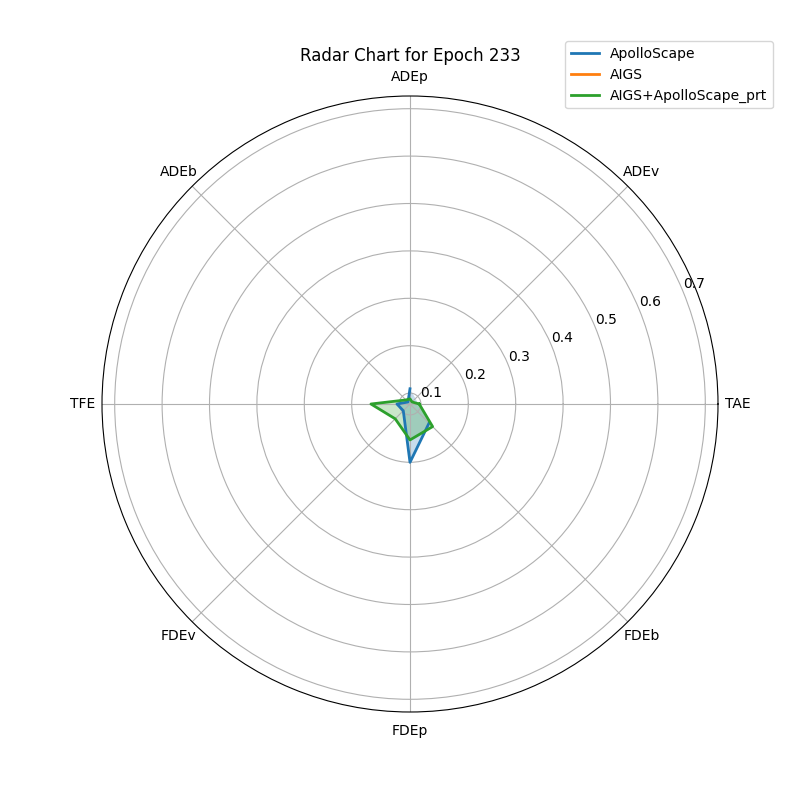 Radar Chart for Epoch 233
ApolloScape
AIGS
AIGS+ApolloScape_prt
ADEp
ADEb
ADEv
0.7
0.6
0.5
0.4
0.3
0.2
0.1
TFE
TAE
FDEv
FDEb
FDEp